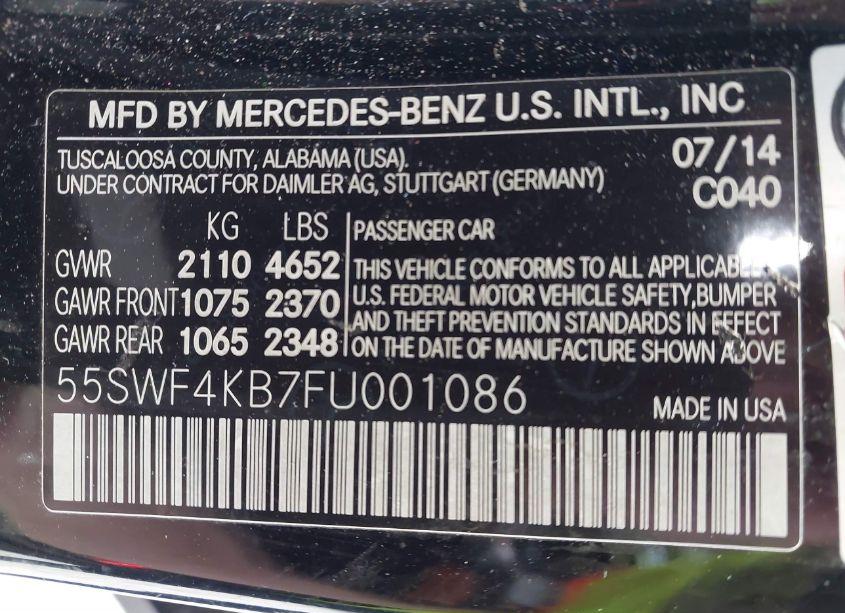 MFD BY MERCEDES-BENZ U.S. INTL., INC
TUSCALOOSA COUNTY, ALABAMA (USA). 07/14
UNDER CONTRACT FOR DAIMLER AG, STUTTGART (GERMANY) C040
KG LBS PASSENGER CAR
GVWR 2110 4652 THIS VEHICLE CONFORMS TO ALL APPLICABLE
GAWR FRONT 1075 2370 U.S. FEDERAL MOTOR VEHICLE SAFETY, BUMPER
GAWR REAR 1065 2348 AND THEFT PREVENTION STANDARDS IN EFFECT
ON THE DATE OF MANUFACTURE SHOWN ABOVE
55SWF4KB7FU001086 MADE IN USA